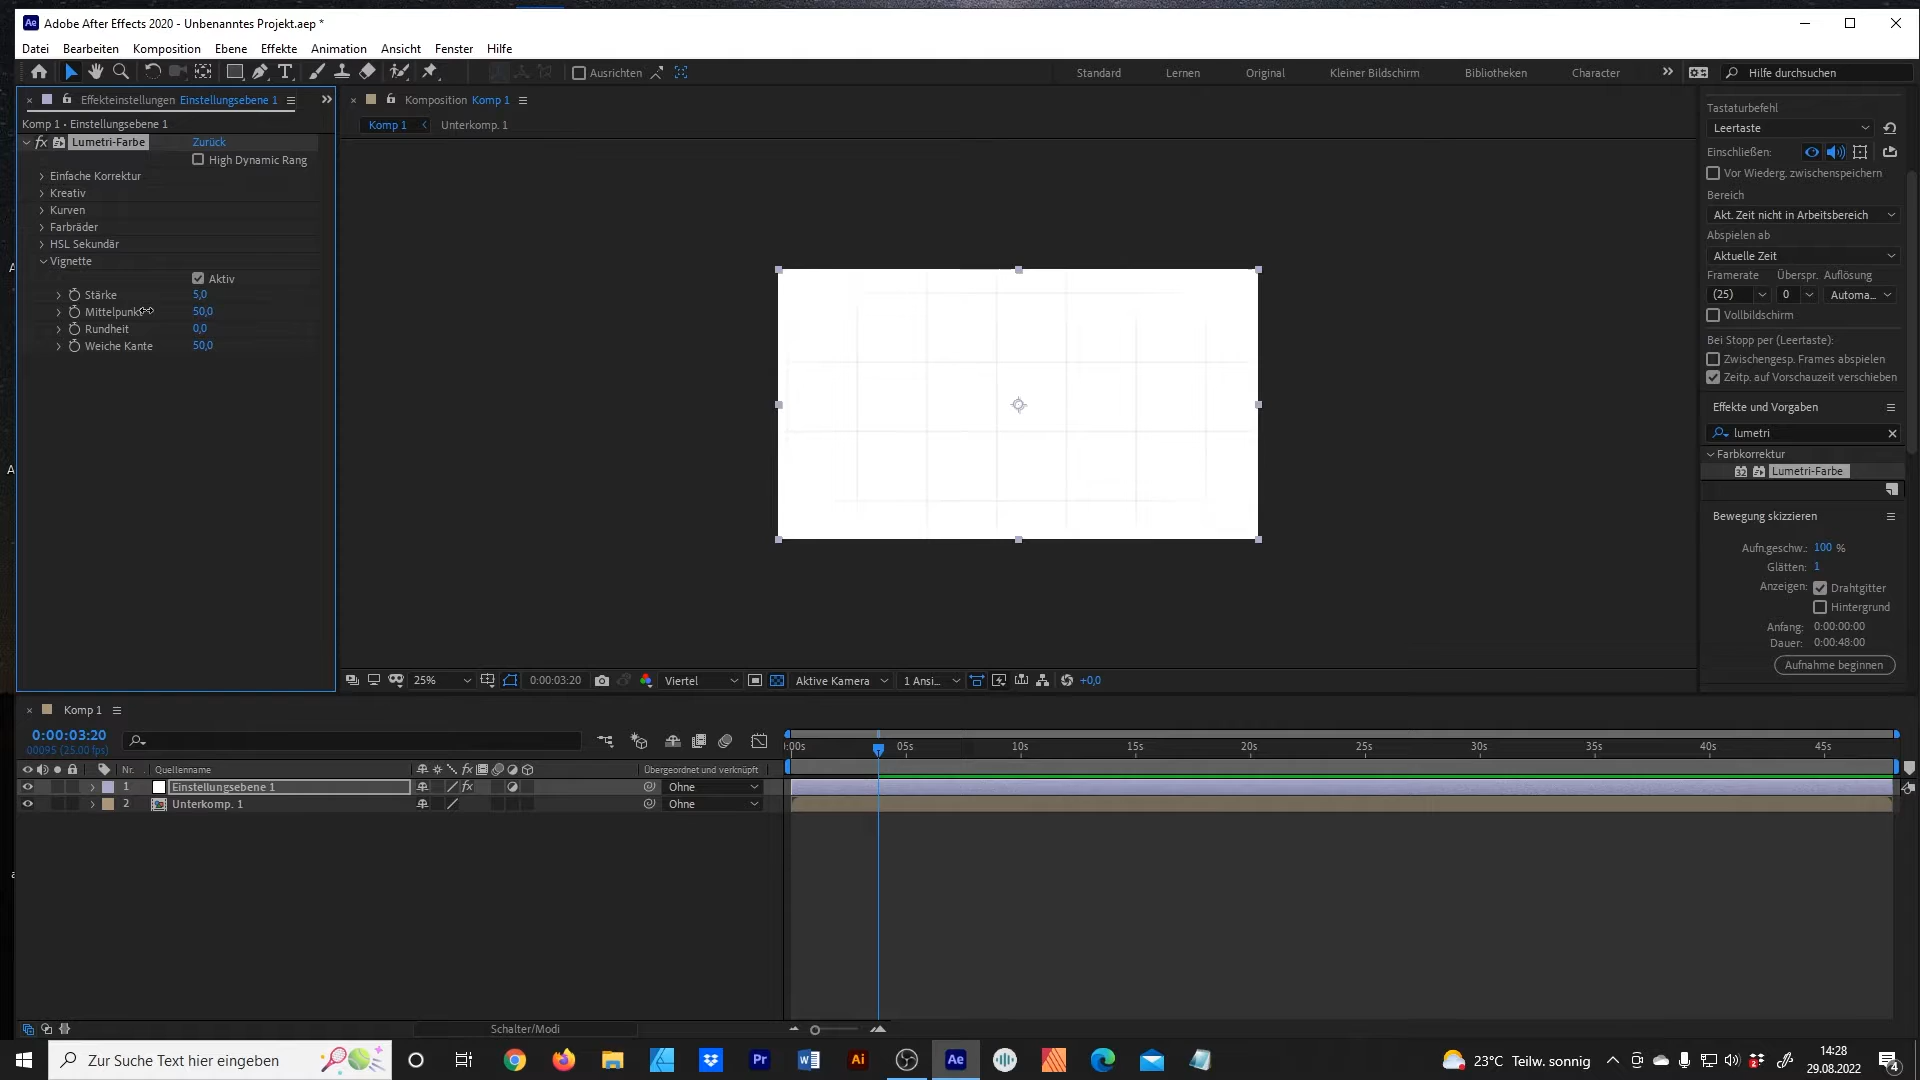 Adobe After Effects 2020 - Unbenanntes Projekt.aep *
Datei Bearbeiten Komposition Ebene Effekte Animation Ansicht Fenster Hilfe
Ausrichten Standard Lernen Original Kleiner Bildschirm Bibliotheken Character Hilfe durchsuchen
Effekteinstellungen Einstellungsebene 1
Komposition Komp 1
Komp 1 Unterkomp. 1
Komp 1 • Einstellungsebene 1
fx Lumetri-Farbe Zurück
High Dynamic Rang
Einfache Korrektur
Kreativ
Kurven
Farbräder
HSL Sekundär
Vignette
Aktiv
Stärke 5,0
Mittelpunkt 50,0
Rundheit 0,0
Weiche Kante 50,0
25% 0:00:03:20 Viertel Aktive Kamera 1 Ansi... +0,0
Tastaturbefehl
Leertaste
Einschließen:
Vor Wiederg. zwischenspeichern
Bereich
Akt. Zeit nicht in Arbeitsbereich
Abspielen ab
Aktuelle Zeit
Framerate Überspr. Auflösung
(25) 0 Automa...
Vollbildschirm
Bei Stopp per (Leertaste):
Zwischengesp. Frames abspielen
Zeitp. auf Vorschauzeit verschieben
Effekte und Vorgaben
lumetri
Farbkorrektur
32 Lumetri-Farbe
Bewegung skizzieren
Aufn.geschw.: 100 %
Glätten: 1
Anzeigen: Drahtgitter
Hintergrund
Anfang: 0:00:00:00
Dauer: 0:00:48:00
Aufnahme beginnen
Komp 1
0:00:03:20
00095 (25.00 fps)
:00s 05s 10s 15s 20s 25s 30s 35s 40s 45s
Nr. Quellenname fx Übergeordnet und verknüpft
1 Einstellungsebene 1 fx Ohne
2 Unterkomp. 1 Ohne
Schalter/Modi
Zur Suche Text hier eingeben Pr Ai Ae 23°C Teilw. sonnig 14:28
29.08.2022 4